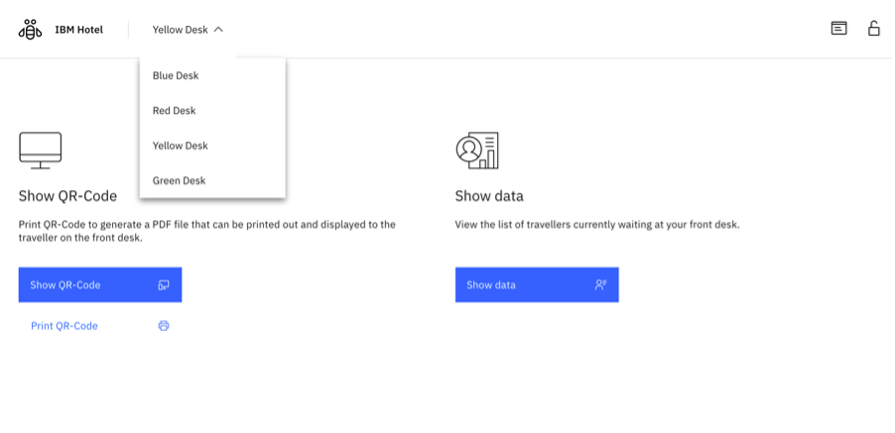 IBM Hotel
Yellow Desk
Blue Desk
Red Desk
Yellow Desk
Green Desk
Show QR-Code
Print QR-Code to generate a PDF file that can be printed out and displayed to the
traveller on the front desk.
Show QR-Code
Print QR-Code
Show data
View the list of travellers currently waiting at your front desk.
Show data